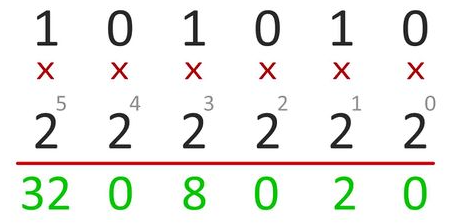 1 0 1 0 1 0
x x x x x x
2⁵ 2⁴ 2³ 2² 2¹ 2⁰
32 0 8 0 2 0